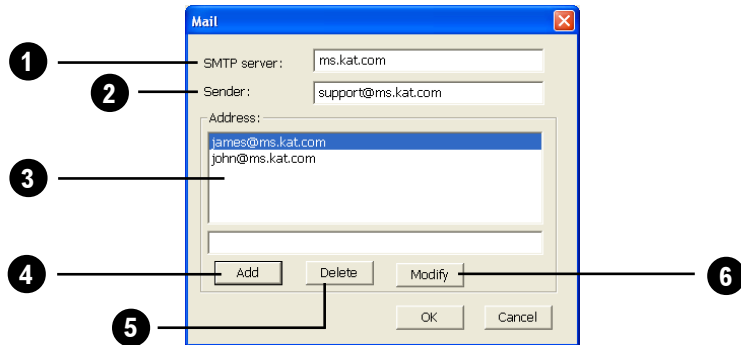 Mail
1
SMTP server: ms.kat.com
2
Sender: support@ms.kat.com
Address:
james@ms.kat.com
john@ms.kat.com
3
4
Add Delete Modify
6
5
OK Cancel